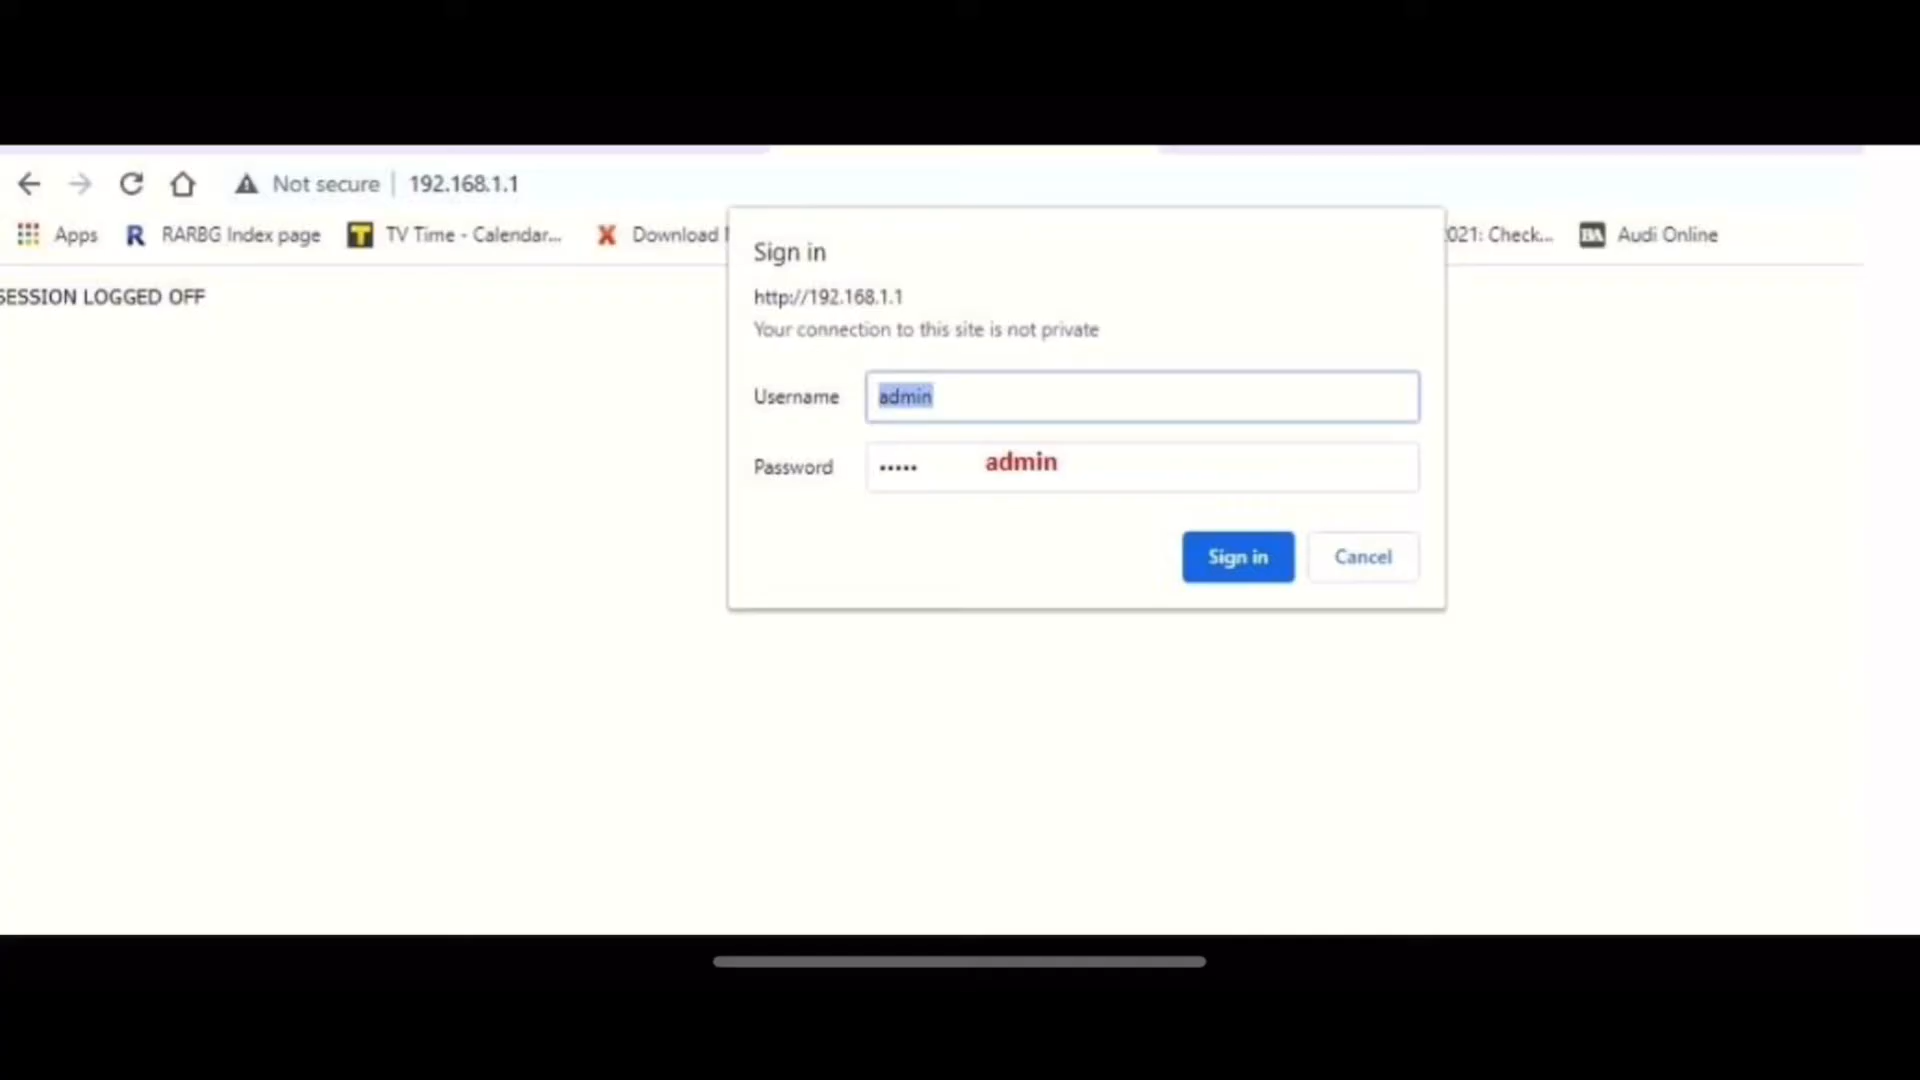 Not secure | 192.168.1.1
Apps RARBG Index page TV Time - Calendar... Download 021: Check... BA Audi Online
SESSION LOGGED OFF
Sign in
http://192.168.1.1
Your connection to this site is not private
Username admin
Password ••••• admin
Sign in Cancel